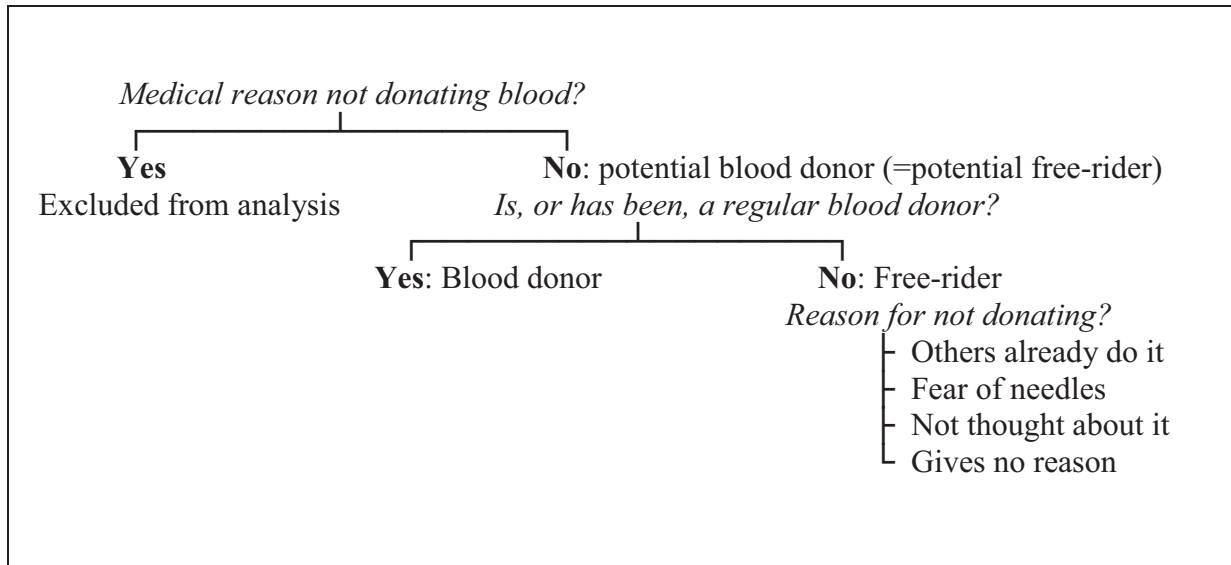 Medical reason not donating blood?
Yes
No: potential blood donor (=potential free-rider)
Excluded from analysis
Is, or has been, a regular blood donor?
Yes: Blood donor
No: Free-rider
Reason for not donating?
Others already do it
Fear of needles
Not thought about it
Gives no reason